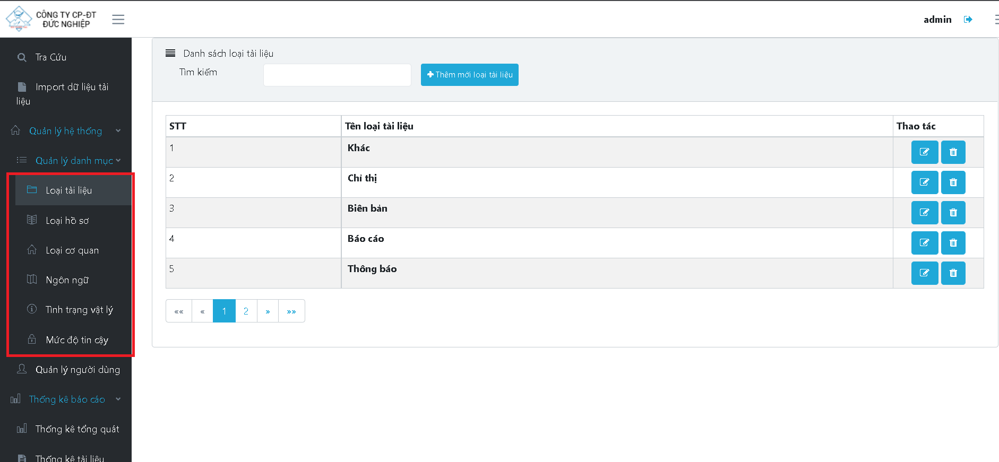 CÔNG TY CP-ĐT
ĐỨC NGHIỆP
admin
Tra Cứu
Import dữ liệu tài
liệu
Quản lý hệ thống
Quản lý danh mục
Loại tài liệu
Loại hồ sơ
Loại cơ quan
Ngôn ngữ
Tình trạng vật lý
Mức độ tin cậy
Quản lý người dùng
Thống kê báo cáo
Thống kê tổng quát
Thống kê tài liệu
Danh sách loại tài liệu
Tìm kiếm
Thêm mới loại tài liệu
STT Tên loại tài liệu Thao tác
1 Khác
2 Chỉ thị
3 Biên bản
4 Báo cáo
5 Thông báo
«« « 1 2 » »»